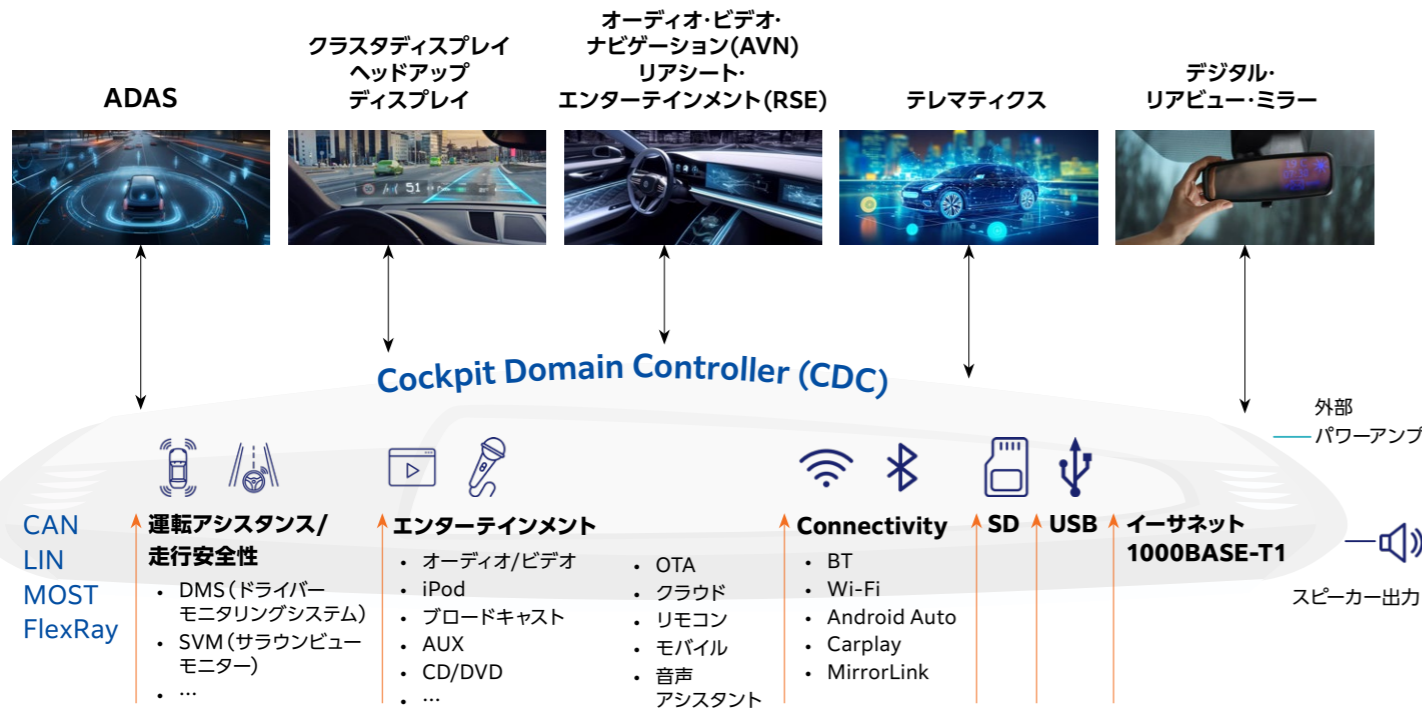 ADAS
クラスタディスプレイ
ヘッドアップ
ディスプレイ
オーディオ・ビデオ・
ナビゲーション(AVN)
リアシート・
エンターテインメント(RSE)
テレマティクス
デジタル・
リアビュー・ミラー
51
Cockpit Domain Controller (CDC)
外部
パワーアンプ
CAN
LIN
MOST
FlexRay
運転アシスタンス/
走行安全性
• DMS(ドライバー
モニタリングシステム)
• SVM(サラウンビュー
モニター)
• …
エンターテインメント
• オーディオ/ビデオ
• iPod
• ブロードキャスト
• AUX
• CD/DVD
• …
• OTA
• クラウド
• リモコン
• モバイル
• 音声
アシスタント
Connectivity
• BT
• Wi-Fi
• Android Auto
• Carplay
• MirrorLink
SD
USB
イーサネット
1000BASE-T1
スピーカー出力